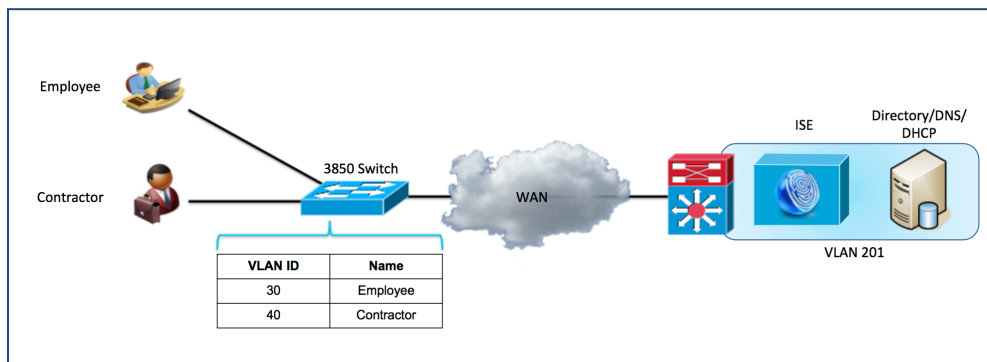 Employee
Contractor
3850 Switch
WAN
ISE
Directory/DNS/
DHCP
VLAN 201
VLAN ID Name
30 Employee
40 Contractor